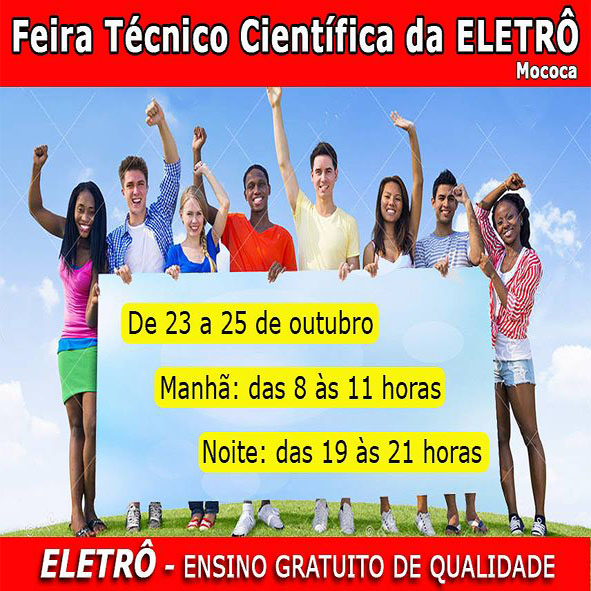 Feira Técnico Científica da ELETRÔ
Mococa
De 23 a 25 de outubro
Manhã: das 8 às 11 horas
Noite: das 19 às 21 horas
ELETRÔ - ENSINO GRATUITO DE QUALIDADE